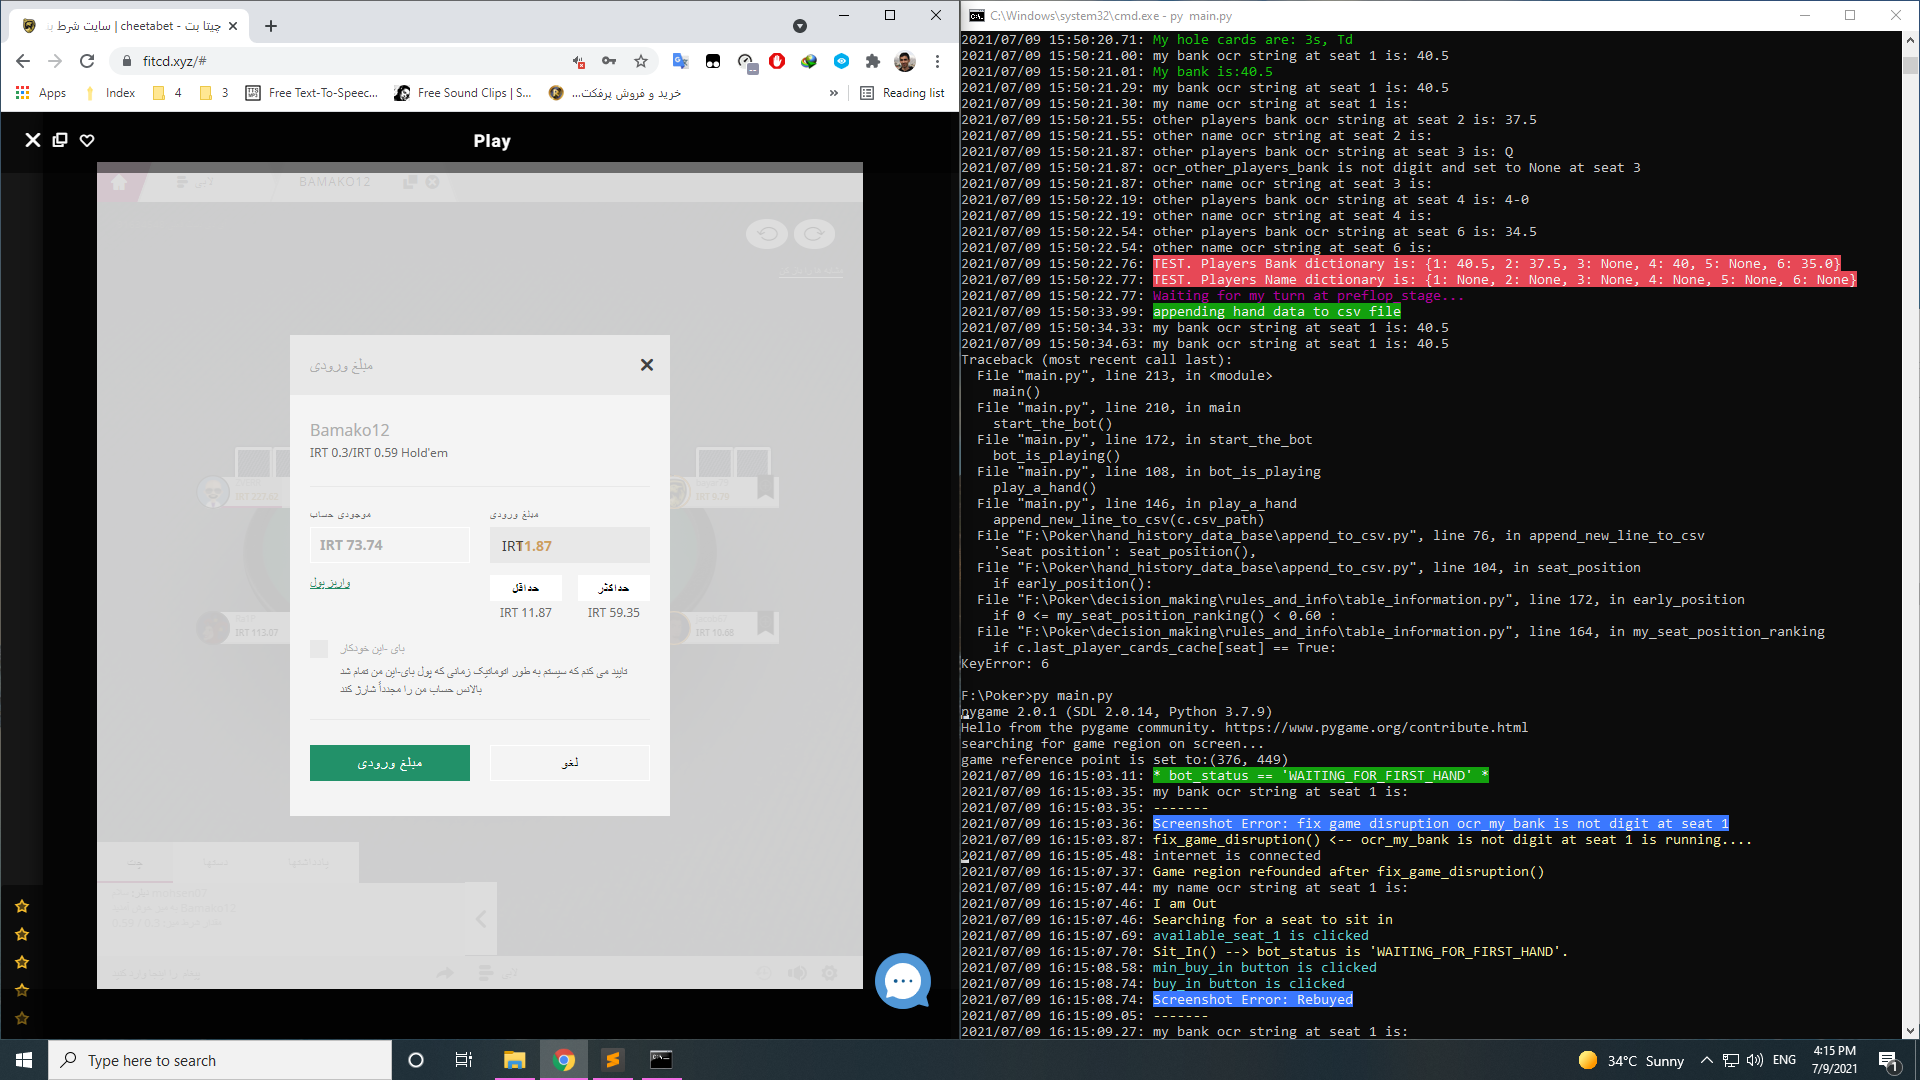 چیتا بت - cheetabet | سایت شرط ب
fitcd.xyz/#
Apps
Index
4
3
Free Text-To-Speec...
Free Sound Clips | S...
خرید و فروش پرفکت...
»
Reading list
Play
لابی
BAMAKO12
مبلغ ورودی
Bamako12
IRT 0.3/IRT 0.59 Hold'em
موجودی حساب
مبلغ ورودی
IRT 73.74
IRT11.87
واریز پول
حداقل
حداکثر
IRT 11.87
IRT 59.35
بای -این خودکار
تایید می کنم که سیستم به طور اتوماتیک زمانی که پول بای-این من تمام شد
بالانس حساب من را مجدداً شارژ کند
مبلغ ورودی
لغو
IRT 227.63
IRT 9.70
IRT 113.07
IRT 10.68
چت
دستها
یادداشتها
لابی
C:\Windows\system32\cmd.exe - py  main.py
2021/07/09 15:50:20.71: My hole cards are: 3s, Td
2021/07/09 15:50:21.00: my bank ocr string at seat 1 is: 40.5
2021/07/09 15:50:21.01: My bank is:40.5
2021/07/09 15:50:21.29: my bank ocr string at seat 1 is: 40.5
2021/07/09 15:50:21.30: my name ocr string at seat 1 is:
2021/07/09 15:50:21.55: other players bank ocr string at seat 2 is: 37.5
2021/07/09 15:50:21.55: other name ocr string at seat 2 is:
2021/07/09 15:50:21.87: other players bank ocr string at seat 3 is: Q
2021/07/09 15:50:21.87: ocr_other_players_bank is not digit and set to None at seat 3
2021/07/09 15:50:21.87: other name ocr string at seat 3 is:
2021/07/09 15:50:22.19: other players bank ocr string at seat 4 is: 4-0
2021/07/09 15:50:22.19: other name ocr string at seat 4 is:
2021/07/09 15:50:22.54: other players bank ocr string at seat 6 is: 34.5
2021/07/09 15:50:22.54: other name ocr string at seat 6 is:
2021/07/09 15:50:22.76: TEST. Players Bank dictionary is: {1: 40.5, 2: 37.5, 3: None, 4: 40, 5: None, 6: 35.0}
2021/07/09 15:50:22.77: TEST. Players Name dictionary is: {1: None, 2: None, 3: None, 4: None, 5: None, 6: None}
2021/07/09 15:50:22.77: Waiting for my turn at preflop_stage...
2021/07/09 15:50:33.99: appending hand data to csv file
2021/07/09 15:50:34.33: my bank ocr string at seat 1 is: 40.5
2021/07/09 15:50:34.63: my bank ocr string at seat 1 is: 40.5
Traceback (most recent call last):
File "main.py", line 213, in <module>
main()
File "main.py", line 210, in main
start_the_bot()
File "main.py", line 172, in start_the_bot
bot_is_playing()
File "main.py", line 108, in bot_is_playing
play_a_hand()
File "main.py", line 146, in play_a_hand
append_new_line_to_csv(c.csv_path)
File "F:\Poker\hand_history_data_base\append_to_csv.py", line 76, in append_new_line_to_csv
'Seat position': seat_position(),
File "F:\Poker\hand_history_data_base\append_to_csv.py", line 104, in seat_position
if early_position():
File "F:\Poker\decision_making\rules_and_info\table_information.py", line 172, in early_position
if 0 <= my_seat_position_ranking() < 0.60 :
File "F:\Poker\decision_making\rules_and_info\table_information.py", line 164, in my_seat_position_ranking
if c.last_player_cards_cache[seat] == True:
KeyError: 6
F:\Poker>py main.py
pygame 2.0.1 (SDL 2.0.14, Python 3.7.9)
Hello from the pygame community. https://www.pygame.org/contribute.html
searching for game region on screen...
game reference point is set to:(376, 449)
2021/07/09 16:15:03.11: * bot_status == 'WAITING_FOR_FIRST_HAND' *
2021/07/09 16:15:03.35: my bank ocr string at seat 1 is:
2021/07/09 16:15:03.35: -------
2021/07/09 16:15:03.36: Screenshot Error: fix game disruption ocr_my_bank is not digit at seat 1
2021/07/09 16:15:03.87: fix_game_disruption() <-- ocr_my_bank is not digit at seat 1 is running....
2021/07/09 16:15:05.48: internet is connected
2021/07/09 16:15:07.37: Game region refounded after fix_game_disruption()
2021/07/09 16:15:07.44: my name ocr string at seat 1 is:
2021/07/09 16:15:07.46: I am Out
2021/07/09 16:15:07.46: Searching for a seat to sit in
2021/07/09 16:15:07.69: available_seat_1 is clicked
2021/07/09 16:15:07.70: Sit_In() --> bot_status is 'WAITING_FOR_FIRST_HAND'.
2021/07/09 16:15:08.58: min_buy_in button is clicked
2021/07/09 16:15:08.74: buy_in button is clicked
2021/07/09 16:15:08.74: Screenshot Error: Rebuyed
2021/07/09 16:15:09.05: -------
2021/07/09 16:15:09.27: my bank ocr string at seat 1 is:
Type here to search
34°C Sunny
ENG
4:15 PM
7/9/2021
1